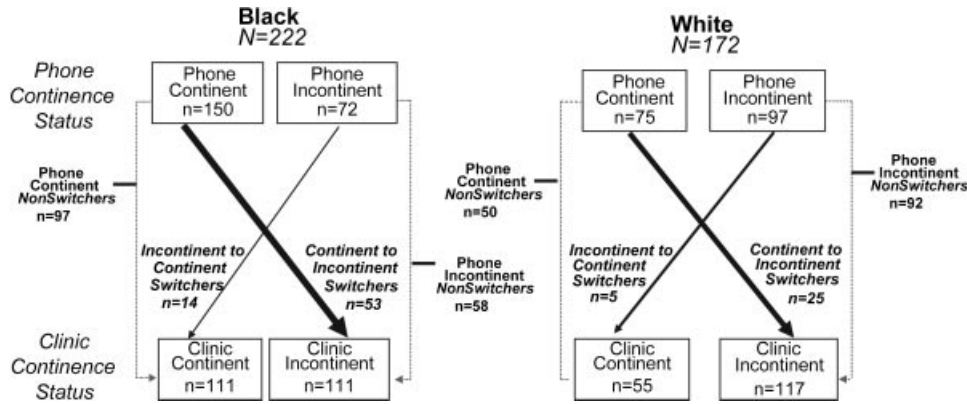 Black
N=222
White
N=172
Phone
Continence
Status
Phone
Continent
n=150
Phone
Incontinent
n=72
Phone
Continent
n=75
Phone
Incontinent
n=97
Phone
Continent
NonSwitchers
n=97
Incontinent to
Continent
Switchers
n=14
Continent to
Incontinent
Switchers
n=53
Phone
Incontinent
NonSwitchers
n=58
Phone
Continent
NonSwitchers
n=50
Incontinent to
Continent
Switchers
n=5
Continent to
Incontinent
Switchers
n=25
Phone
Incontinent
NonSwitchers
n=92
Clinic
Continence
Status
Clinic
Continent
n=111
Clinic
Incontinent
n=111
Clinic
Continent
n=55
Clinic
Incontinent
n=117